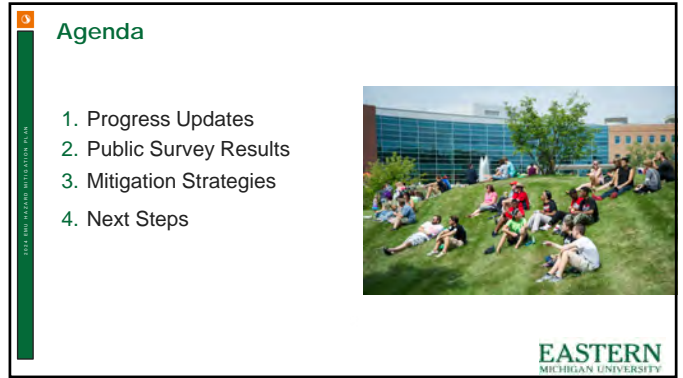 Agenda
2024 EMU HAZARD MITIGATION PLAN
1. Progress Updates
2. Public Survey Results
3. Mitigation Strategies
4. Next Steps
EASTERN
MICHIGAN UNIVERSITY